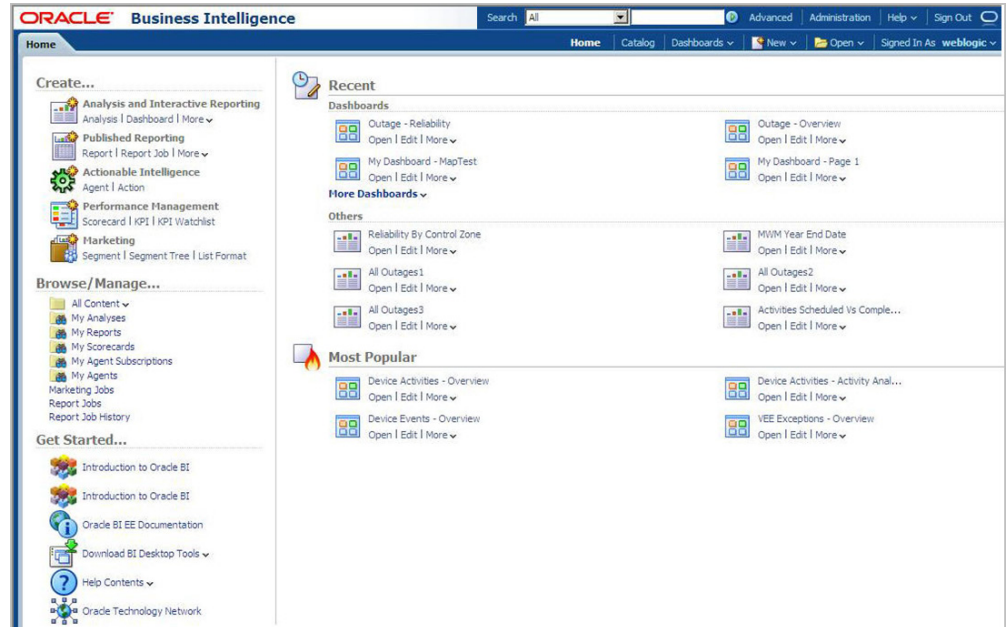 ORACLE Business Intelligence
Search All Advanced Administration Help Sign Out
Home
Home Catalog Dashboards New Open Signed In As weblogic
Create...
Analysis and Interactive Reporting
Analysis | Dashboard | More
Published Reporting
Report | Report Job | More
Actionable Intelligence
Agent | Action
Performance Management
Scorecard | KPI | KPI Watchlist
Marketing
Segment | Segment Tree | List Format
Browse/Manage...
All Content
My Analyses
My Reports
My Scorecards
My Agent Subscriptions
My Agents
Marketing Jobs
Report Jobs
Report Job History
Get Started...
Introduction to Oracle BI
Introduction to Oracle BI
Oracle BI EE Documentation
Download BI Desktop Tools
Help Contents
Oracle Technology Network
Recent
Dashboards
Outage - Reliability
Open | Edit | More
Outage - Overview
Open | Edit | More
My Dashboard - MapTest
Open | Edit | More
My Dashboard - Page 1
Open | Edit | More
More Dashboards
Others
Reliability By Control Zone
Open | Edit | More
MWM Year End Date
Open | Edit | More
All Outages1
Open | Edit | More
All Outages2
Open | Edit | More
All Outages3
Open | Edit | More
Activities Scheduled Vs Comple...
Open | Edit | More
Most Popular
Device Activities - Overview
Open | Edit | More
Device Activities - Activity Anal...
Open | Edit | More
Device Events - Overview
Open | Edit | More
VEE Exceptions - Overview
Open | Edit | More